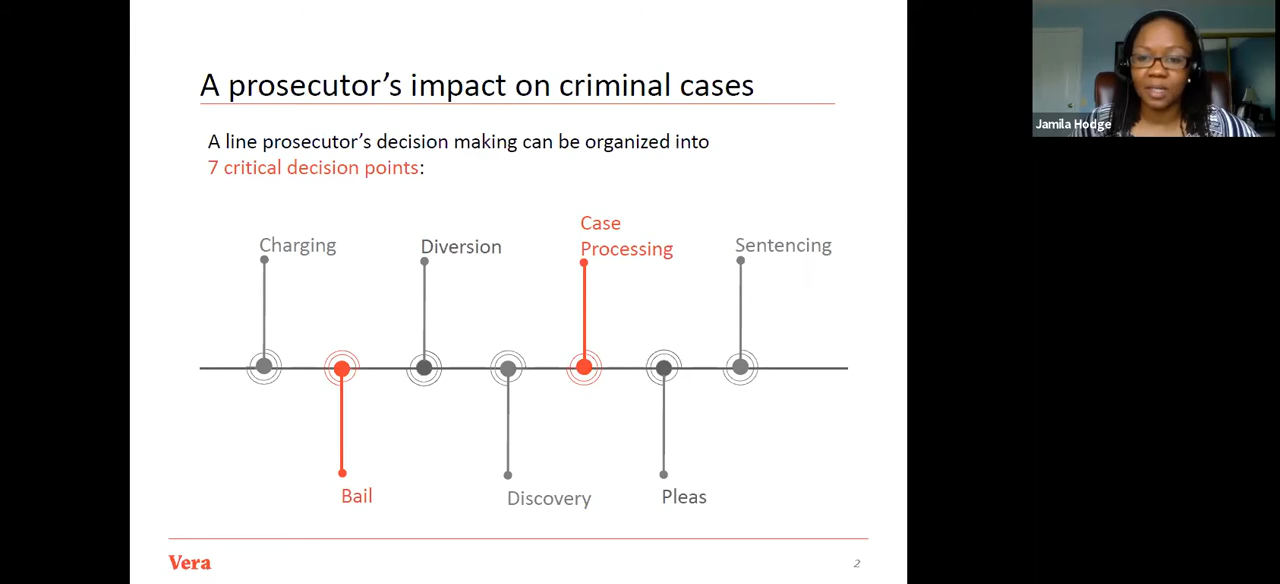 A prosecutor's impact on criminal cases
A line prosecutor's decision making can be organized into
7 critical decision points:
Charging
Diversion
Case
Processing
Sentencing
Bail
Discovery
Pleas
Vera
2
Jamila Hodge